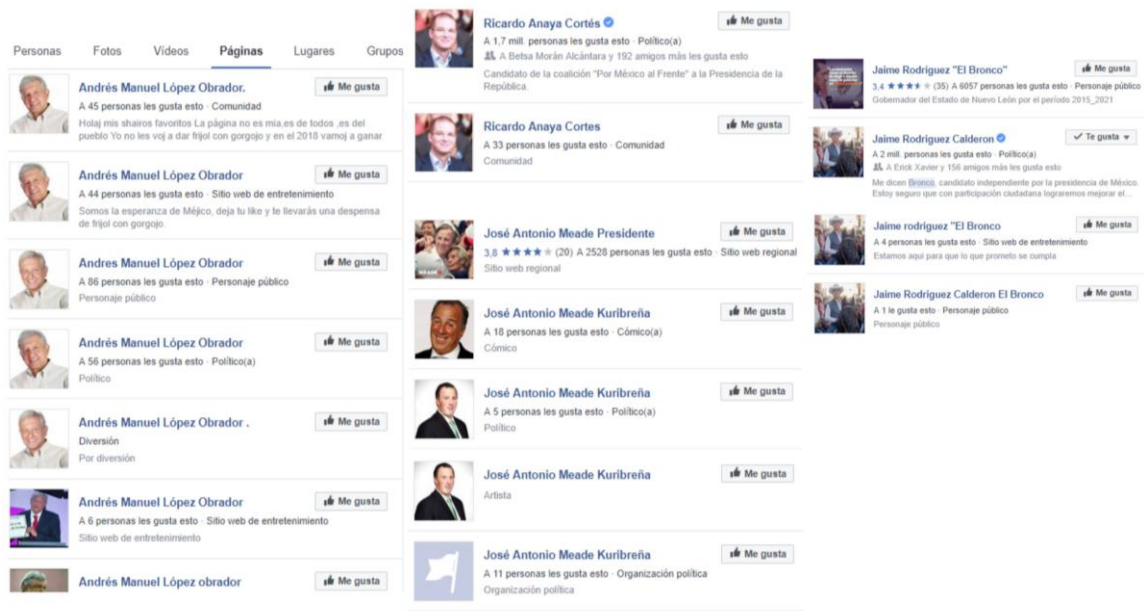 Personas Fotos Vídeos Páginas Lugares Grupos
Andrés Manuel López Obrador.
Me gusta
A 45 personas les gusta esto · Comunidad
Holaj mis shairos favoritos La página no es mia,es de todos ,es del
pueblo Yo no les voj a dar frijol con gorgojo y en el 2018 vamoj a ganar
Andrés Manuel López Obrador
Me gusta
A 44 personas les gusta esto · Sitio web de entretenimiento
Somos la esperanza de Méjico, deja tu like y te llevarás una despensa
de frijol con gorgojo.
Andres Manuel López Obrador
Me gusta
A 86 personas les gusta esto · Personaje público
Personaje público
Andrés Manuel López Obrador
Me gusta
A 56 personas les gusta esto · Político(a)
Político
Andrés Manuel López Obrador .
Me gusta
Diversión
Por diversión
Andrés Manuel López Obrador
Me gusta
A 6 personas les gusta esto · Sitio web de entretenimiento
Sitio web de entretenimiento
Andrés Manuel López obrador
Me gusta
Ricardo Anaya Cortés
Me gusta
A 1,7 mill. personas les gusta esto · Político(a)
A Betsa Morán Alcántara y 192 amigos más les gusta esto
Candidato de la coalición "Por México al Frente" a la Presidencia de la
República.
Ricardo Anaya Cortes
Me gusta
A 33 personas les gusta esto · Comunidad
Comunidad
José Antonio Meade Presidente
Me gusta
3,8 ★★★★★ (20) A 2528 personas les gusta esto · Sitio web regional
Sitio web regional
José Antonio Meade Kuribreña
Me gusta
A 18 personas les gusta esto · Cómico(a)
Cómico
José Antonio Meade Kuribreña
Me gusta
A 5 personas les gusta esto · Político(a)
Político
José Antonio Meade Kuribreña
Me gusta
Artista
José Antonio Meade Kuribreña
Me gusta
A 11 personas les gusta esto · Organización política
Organización política
Jaime Rodríguez "El Bronco"
Me gusta
3,4 ★★★★★ (35) A 6057 personas les gusta esto · Personaje público
Gobernador del Estado de Nuevo León por el período 2015_2021
Jaime Rodriguez Calderon
Te gusta
A 2 mill. personas les gusta esto · Político(a)
A Erick Xavier y 156 amigos más les gusta esto
Me dicen Bronco, candidato independiente por la presidencia de México.
Estoy seguro que con participación ciudadana lograremos mejorar el...
Jaime rodriguez "El Bronco
Me gusta
A 4 personas les gusta esto · Sitio web de entretenimiento
Estamos aqui para que lo que prometo se cumpla
Jaime Rodriguez Calderon El Bronco
Me gusta
A 1 le gusta esto · Personaje público
Personaje público